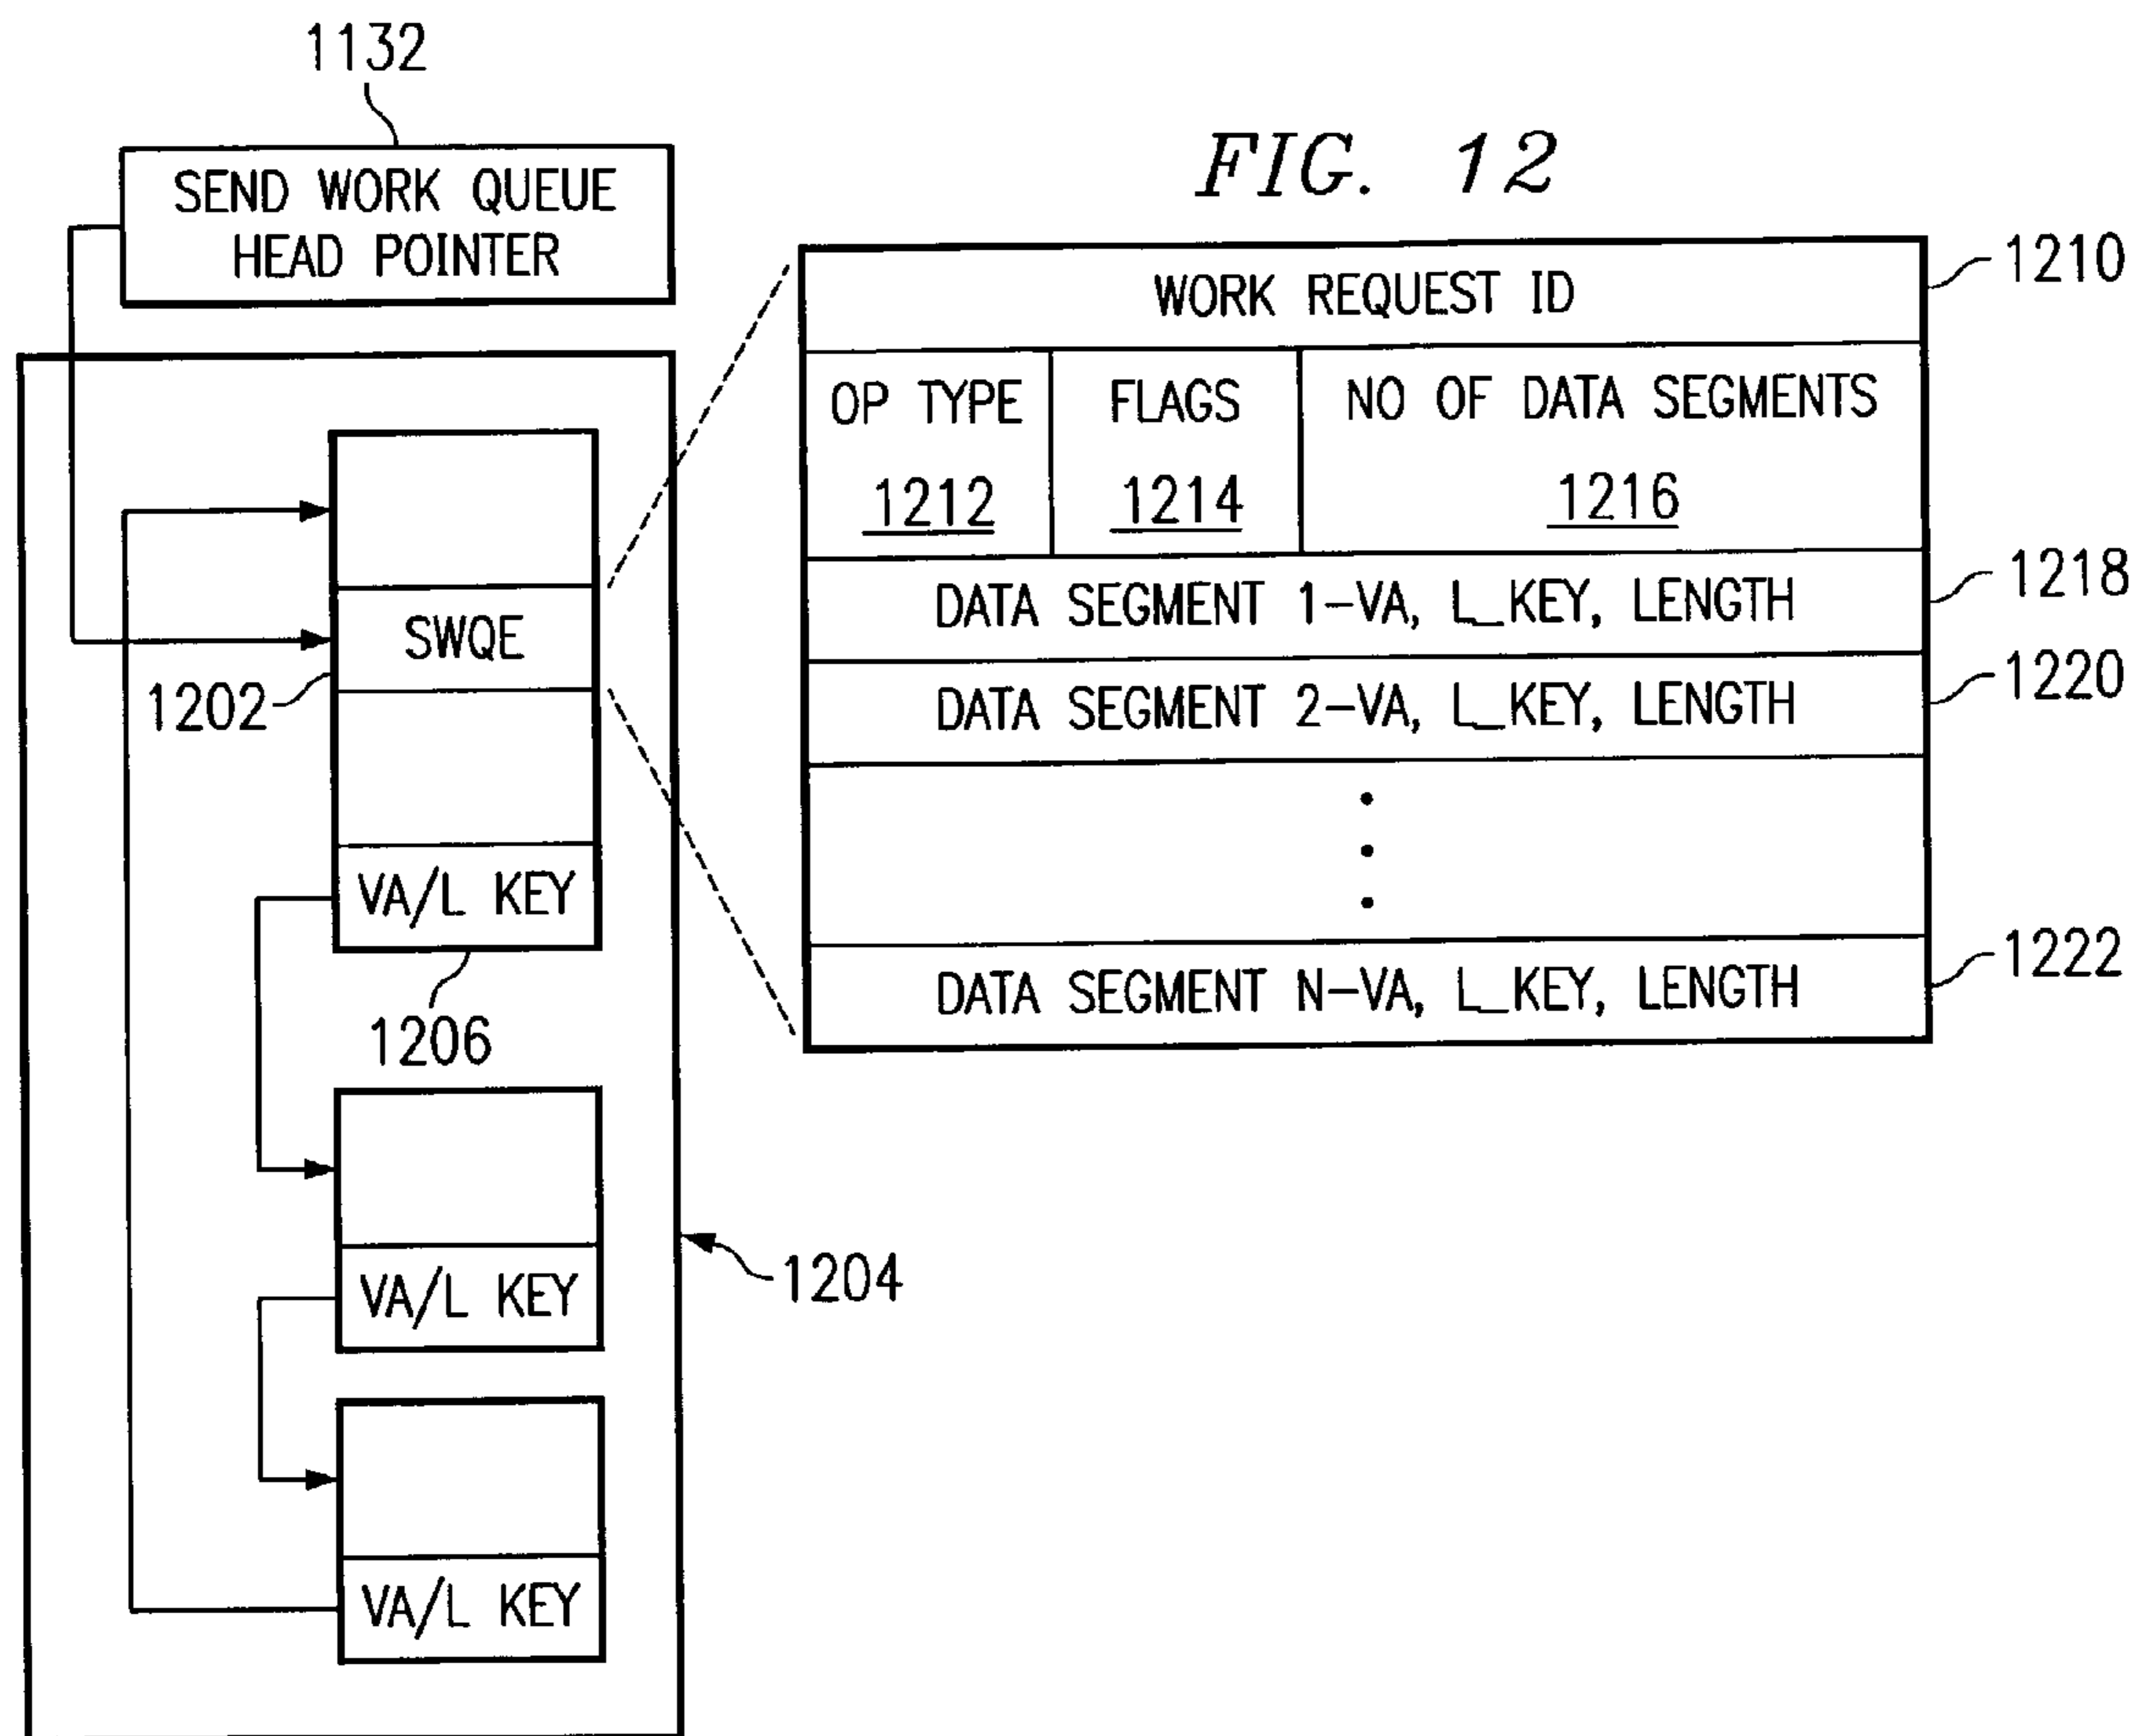 1132
SEND WORK QUEUE
HEAD POINTER
FIG. 12
WORK REQUEST ID
1210
OP TYPE
1212
FLAGS
1214
NO OF DATA SEGMENTS
1216
DATA SEGMENT 1-VA, L_KEY, LENGTH
1218
DATA SEGMENT 2-VA, L_KEY, LENGTH
1220
DATA SEGMENT N-VA, L_KEY, LENGTH
1222
SWQE
1202
VA/L KEY
1206
VA/L KEY
1204
VA/L KEY